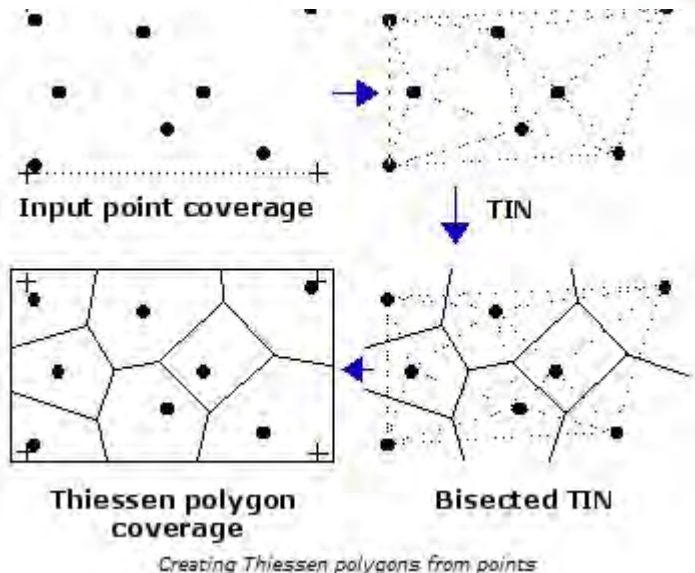 Input point coverage
TIN
Thiessen polygon
coverage
Bisected TIN
Creating Thiessen polygons from points